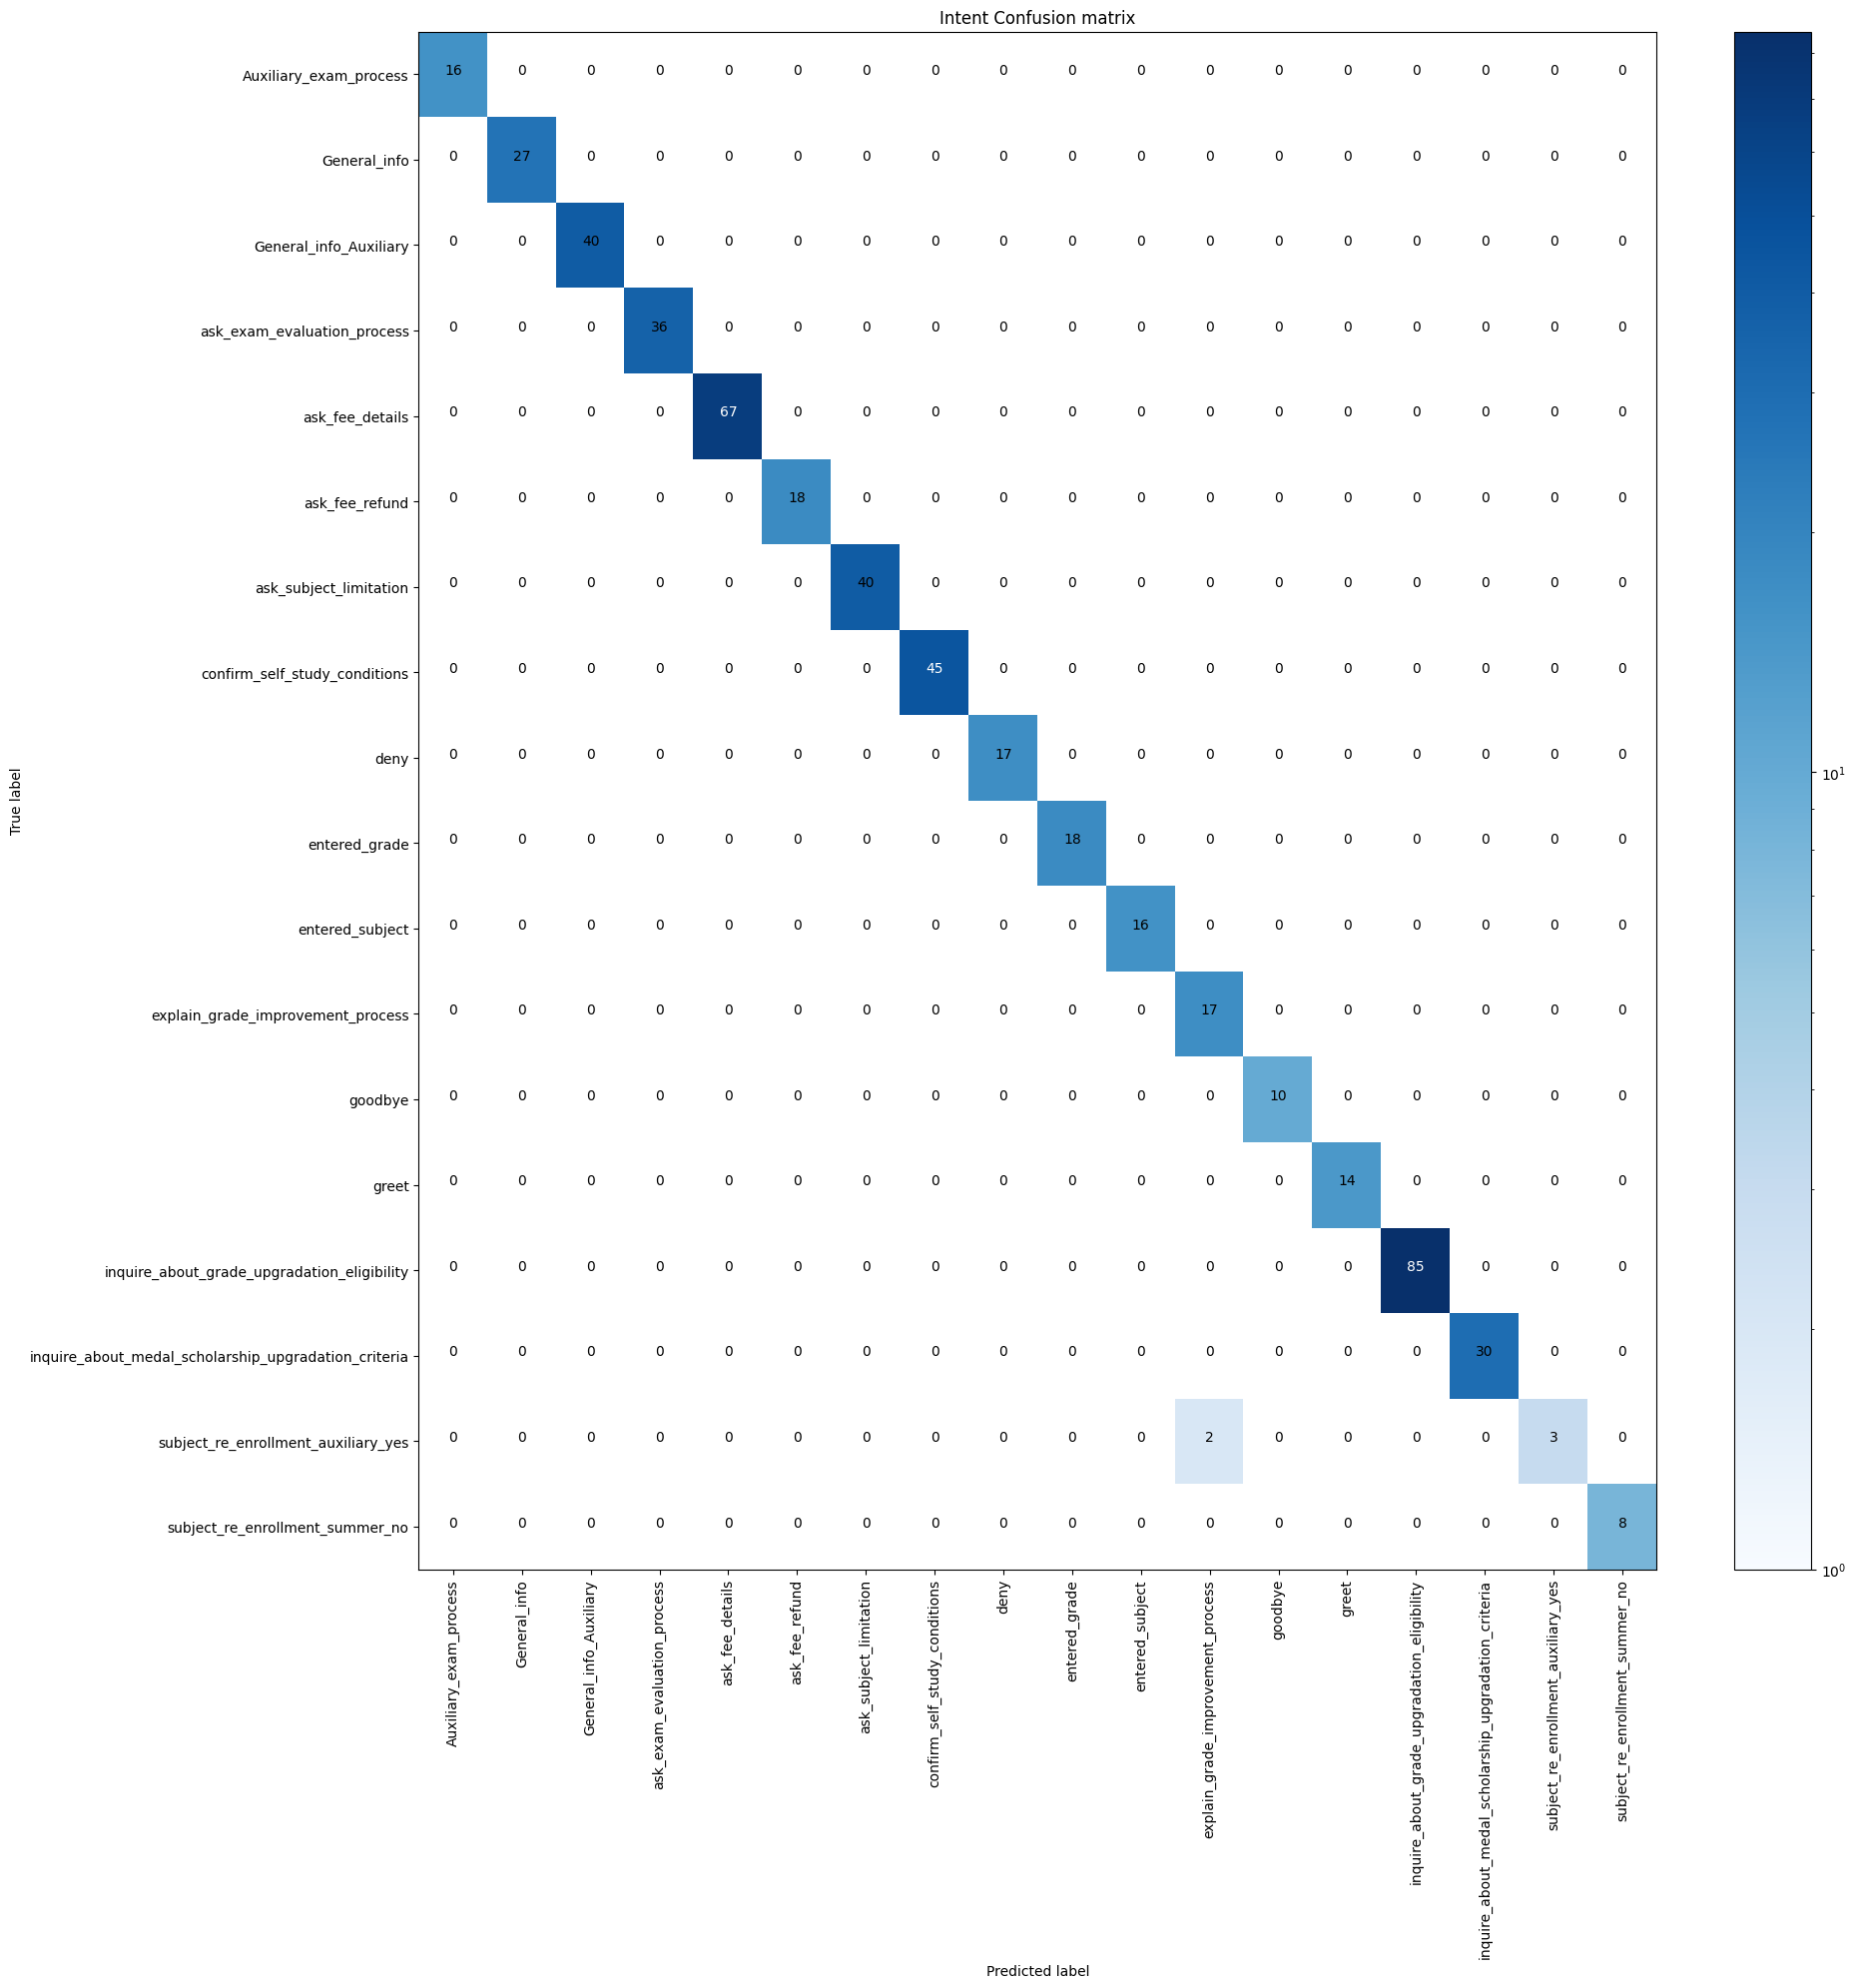 Intent Confusion matrix
Auxiliary_exam_process 16 0 0 0 0 0 0 0 0 0 0 0 0 0 0 0 0 0
General_info 0 27 0 0 0 0 0 0 0 0 0 0 0 0 0 0 0 0
General_info_Auxiliary 0 0 40 0 0 0 0 0 0 0 0 0 0 0 0 0 0 0
ask_exam_evaluation_process 0 0 0 36 0 0 0 0 0 0 0 0 0 0 0 0 0 0
ask_fee_details 0 0 0 0 67 0 0 0 0 0 0 0 0 0 0 0 0 0
ask_fee_refund 0 0 0 0 0 18 0 0 0 0 0 0 0 0 0 0 0 0
ask_subject_limitation 0 0 0 0 0 0 40 0 0 0 0 0 0 0 0 0 0 0
confirm_self_study_conditions 0 0 0 0 0 0 0 45 0 0 0 0 0 0 0 0 0 0
deny 0 0 0 0 0 0 0 0 17 0 0 0 0 0 0 0 0 0
entered_grade 0 0 0 0 0 0 0 0 0 18 0 0 0 0 0 0 0 0
entered_subject 0 0 0 0 0 0 0 0 0 0 16 0 0 0 0 0 0 0
explain_grade_improvement_process 0 0 0 0 0 0 0 0 0 0 0 17 0 0 0 0 0 0
goodbye 0 0 0 0 0 0 0 0 0 0 0 0 10 0 0 0 0 0
greet 0 0 0 0 0 0 0 0 0 0 0 0 0 14 0 0 0 0
inquire_about_grade_upgradation_eligibility 0 0 0 0 0 0 0 0 0 0 0 0 0 0 85 0 0 0
inquire_about_medal_scholarship_upgradation_criteria 0 0 0 0 0 0 0 0 0 0 0 0 0 0 0 30 0 0
subject_re_enrollment_auxiliary_yes 0 0 0 0 0 0 0 0 0 0 0 2 0 0 0 0 3 0
subject_re_enrollment_summer_no 0 0 0 0 0 0 0 0 0 0 0 0 0 0 0 0 0 8
True label
Auxiliary_exam_process
General_info
General_info_Auxiliary
ask_exam_evaluation_process
ask_fee_details
ask_fee_refund
ask_subject_limitation
confirm_self_study_conditions
deny
entered_grade
entered_subject
explain_grade_improvement_process
goodbye
greet
inquire_about_grade_upgradation_eligibility
inquire_about_medal_scholarship_upgradation_criteria
subject_re_enrollment_auxiliary_yes
subject_re_enrollment_summer_no
Predicted label
10¹
10⁰